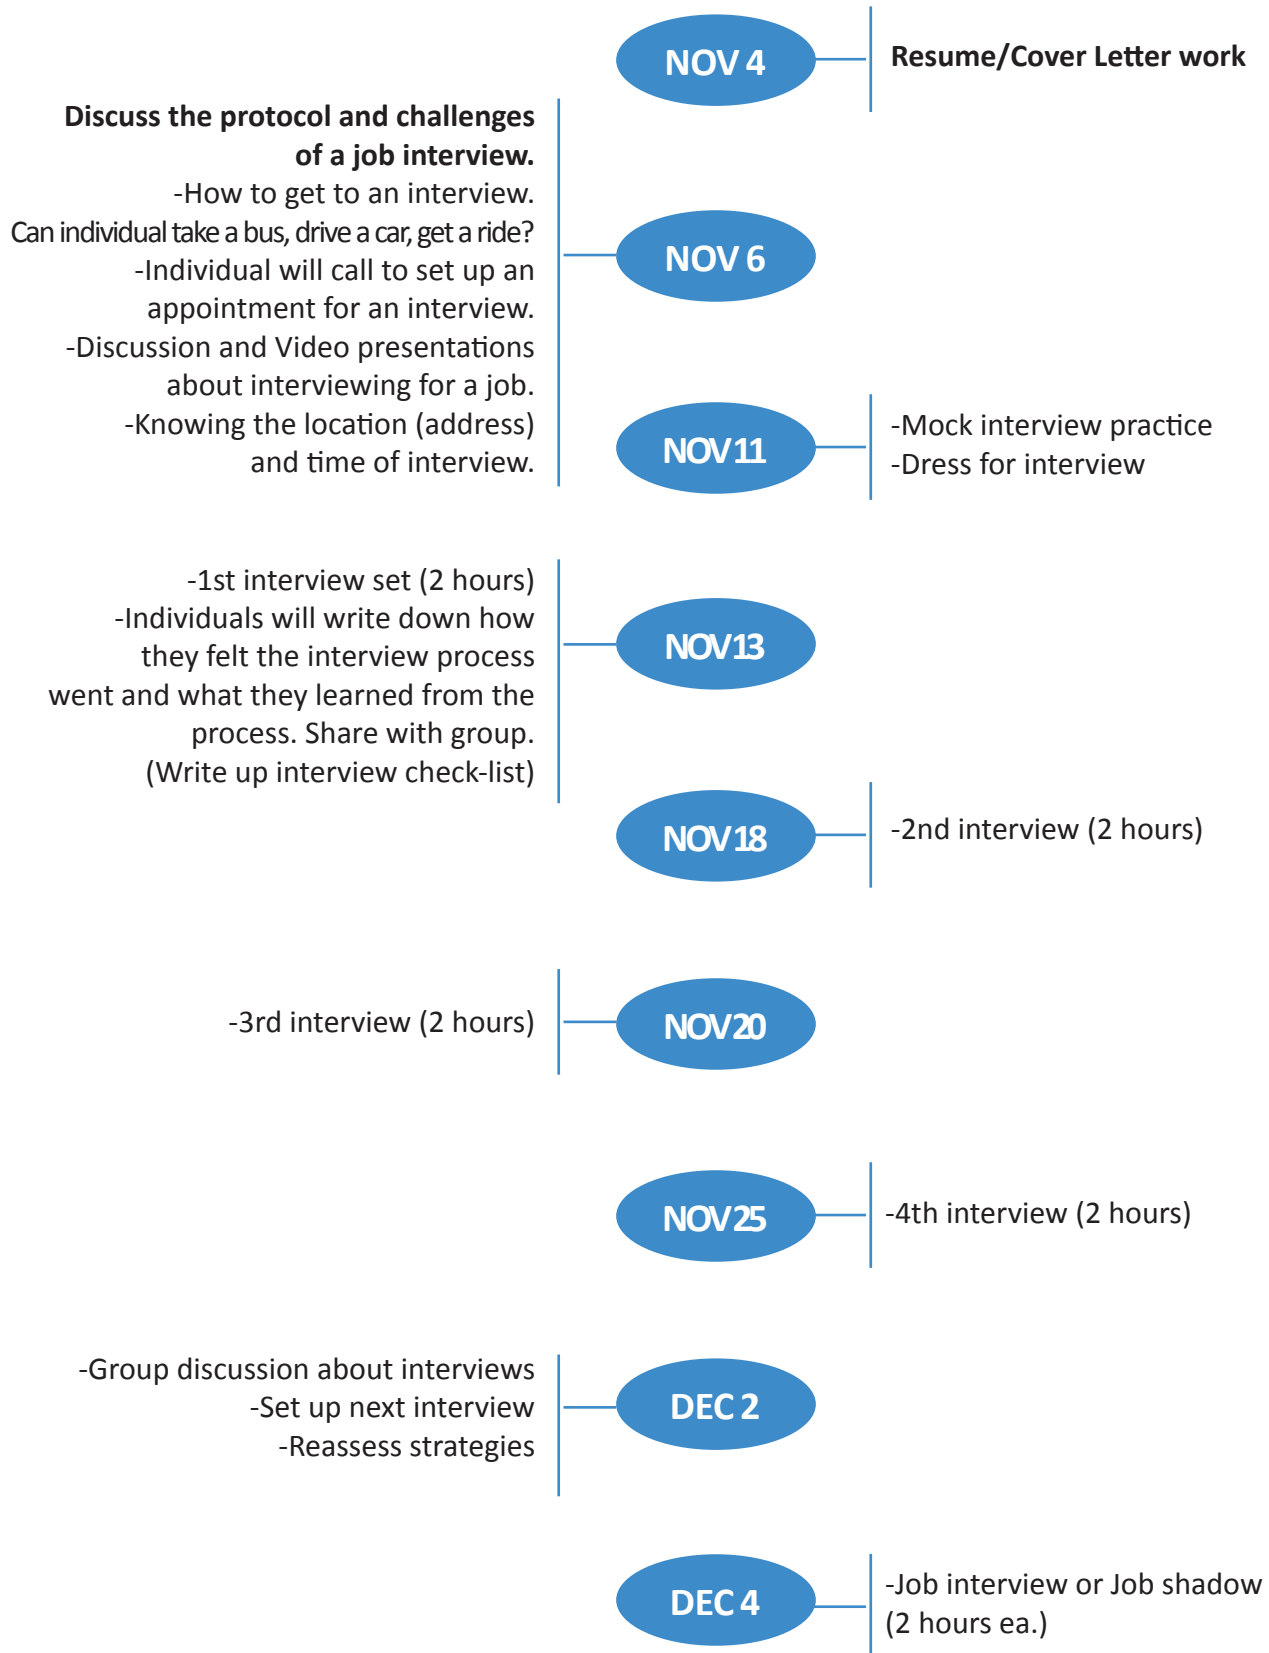 NOV 4
Resume/Cover Letter work
Discuss the protocol and challenges
of a job interview.
-How to get to an interview.
Can individual take a bus, drive a car, get a ride?
-Individual will call to set up an
appointment for an interview.
-Discussion and Video presentations
about interviewing for a job.
-Knowing the location (address)
and time of interview.
NOV 6
NOV 11
-Mock interview practice
-Dress for interview
-1st interview set (2 hours)
-Individuals will write down how
they felt the interview process
went and what they learned from the
process. Share with group.
(Write up interview check-list)
NOV 13
NOV 18
-2nd interview (2 hours)
-3rd interview (2 hours)
NOV 20
NOV 25
-4th interview (2 hours)
-Group discussion about interviews
-Set up next interview
-Reassess strategies
DEC 2
DEC 4
-Job interview or Job shadow
(2 hours ea.)